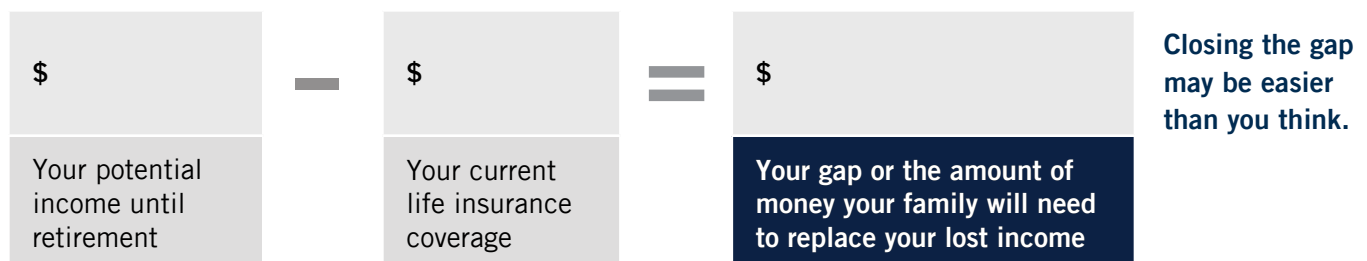 $
$
$
Closing the gap
may be easier
than you think.
Your potential
income until
retirement
Your current
life insurance
coverage
Your gap or the amount of
money your family will need
to replace your lost income